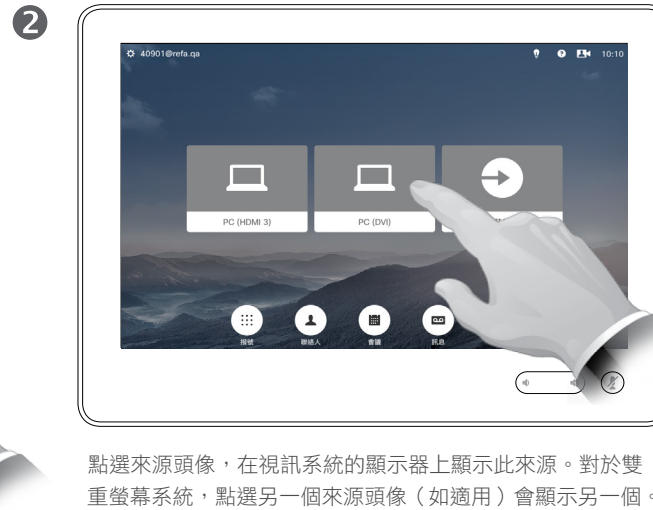 2
40901@refa.qa
10:10
PC (HDMI 3)
PC (DVI)
撥號
聯絡人
會議
訊息
點選來源頭像，在視訊系統的顯示器上顯示此來源。對於雙
重螢幕系統，點選另一個來源頭像（如適用）會顯示另一個。